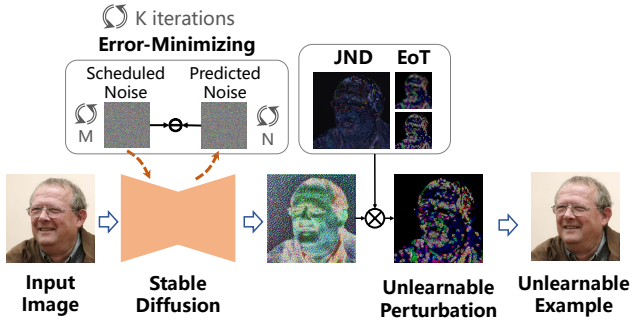 K iterations
Error-Minimizing
Scheduled
Noise
Predicted
Noise
M
N
JND
EoT
Input
Image
Stable
Diffusion
Unlearnable
Perturbation
Unlearnable
Example